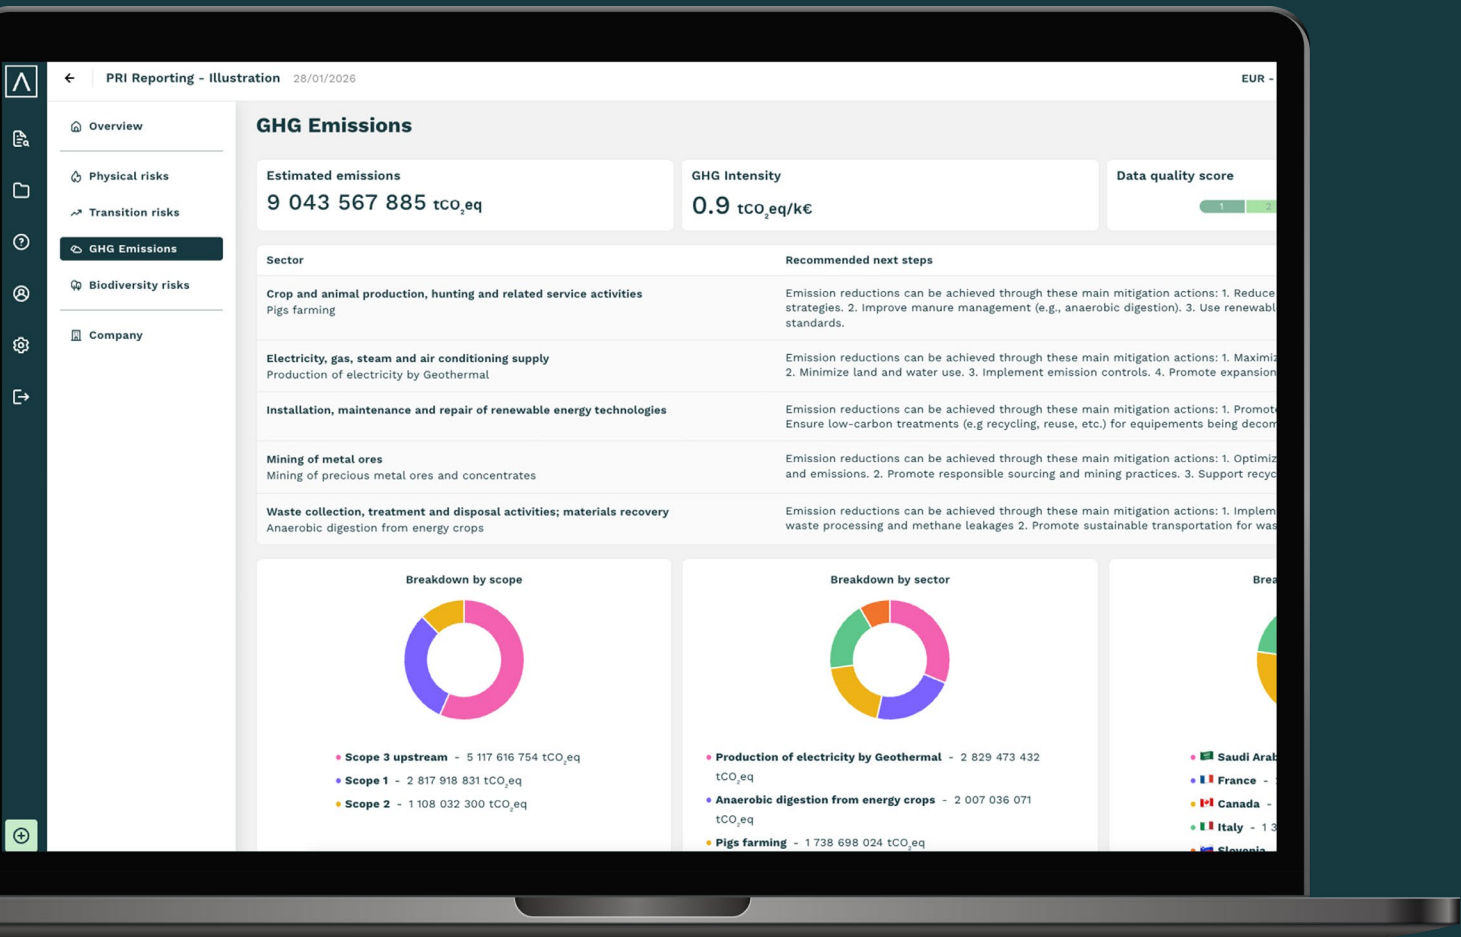 PRI Reporting - Illustration 28/01/2026
EUR -
Overview
Physical risks
Transition risks
GHG Emissions
Biodiversity risks
Company
GHG Emissions
Estimated emissions
9 043 567 885 tCO₂eq
GHG Intensity
0.9 tCO₂eq/k€
Data quality score
1 2
Sector
Recommended next steps
Crop and animal production, hunting and related service activities
Pigs farming
Emission reductions can be achieved through these main mitigation actions: 1. Reduce
strategies. 2. Improve manure management (e.g., anaerobic digestion). 3. Use
standards.
Electricity, gas, steam and air conditioning supply
Production of electricity by Geothermal
Emission reductions can be achieved through these main mitigation actions: 1.
2. Minimize land and water use. 3. Implement emission controls. 4. Promote expansion
Installation, maintenance and repair of renewable energy technologies
Emission reductions can be achieved through these main mitigation actions: 1.
Ensure low-carbon treatments (e.g recycling, reuse, etc.) for equipements being
Mining of metal ores
Mining of precious metal ores and concentrates
Emission reductions can be achieved through these main mitigation actions: 1.
and emissions. 2. Promote responsible sourcing and mining practices. 3. Support
Waste collection, treatment and disposal activities; materials recovery
Anaerobic digestion from energy crops
Emission reductions can be achieved through these main mitigation actions: 1.
waste processing and methane leakages 2. Promote sustainable transportation for
Breakdown by scope
Scope 3 upstream - 5 117 616 754 tCO₂eq
Scope 1 - 2 817 918 831 tCO₂eq
Scope 2 - 1 108 032 300 tCO₂eq
Breakdown by sector
Production of electricity by Geothermal - 2 829 473 432
tCO₂eq
Anaerobic digestion from energy crops - 2 007 036 071
tCO₂eq
Pigs farming - 1 738 698 024 tCO₂eq
Saudi
France -
Canada -
Italy - 1 3
Slovenia